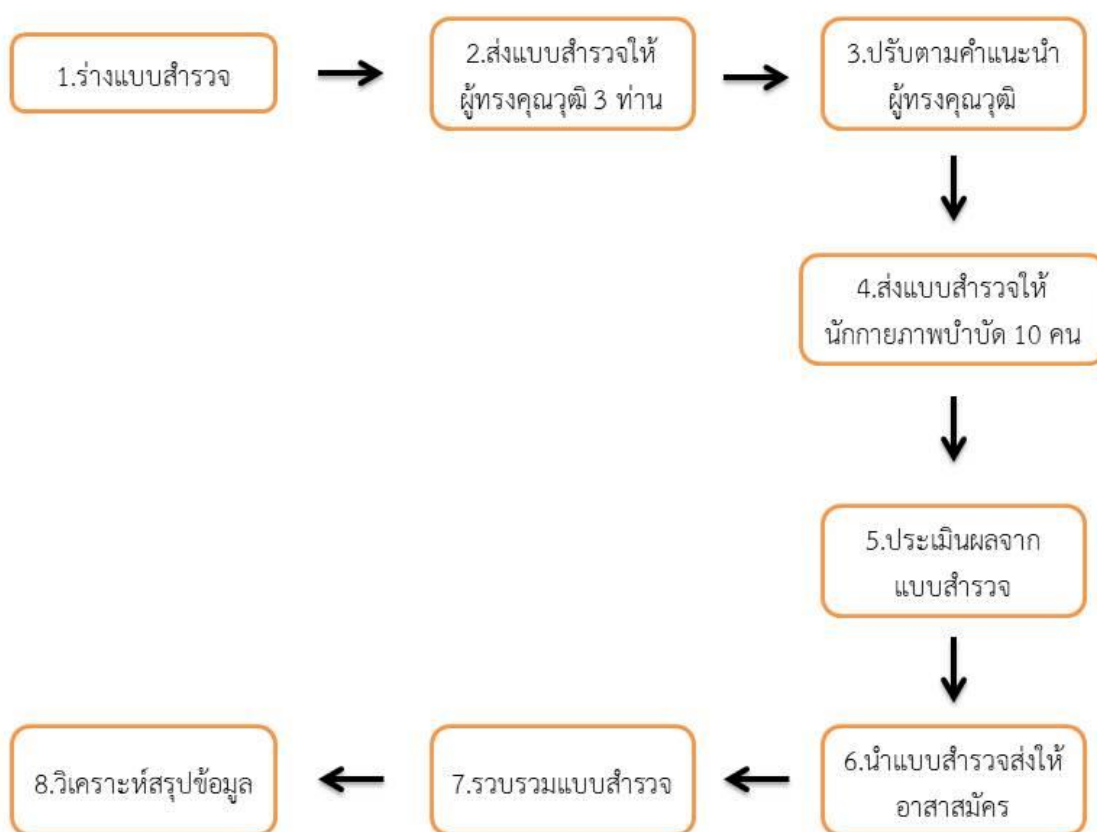 1.ร่างแบบสำรวจ
2.ส่งแบบสำรวจให้
ผู้ทรงคุณวุฒิ 3 ท่าน
3.ปรับตามคำแนะนำ
ผู้ทรงคุณวุฒิ
4.ส่งแบบสำรวจให้
นักกายภาพบำบัด 10 คน
5.ประเมินผลจาก
แบบสำรวจ
6.นำแบบสำรวจส่งให้
อาสาสมัคร
7.รวบรวมแบบสำรวจ
8.วิเคราะห์สรุปข้อมูล